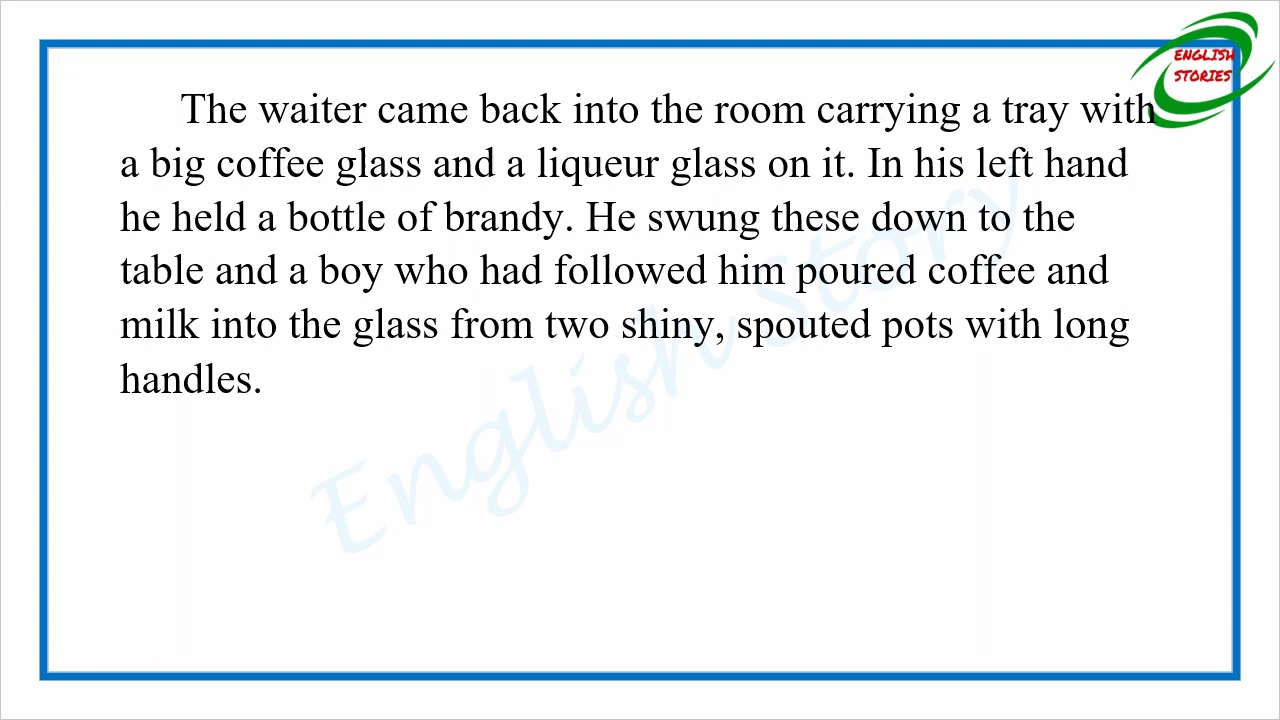 ENGLISH
STORIES
The waiter came back into the room carrying a tray with
a big coffee glass and a liqueur glass on it. In his left hand
he held a bottle of brandy. He swung these down to the
table and a boy who had followed him poured coffee and
milk into the glass from two shiny, spouted pots with long
handles.
English Story